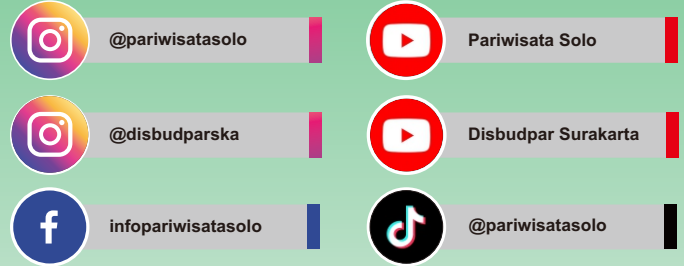 @pariwisatasolo
Pariwisata Solo
@disbudparska
Disbudpar Surakarta
infopariwisatasolo
@pariwisatasolo